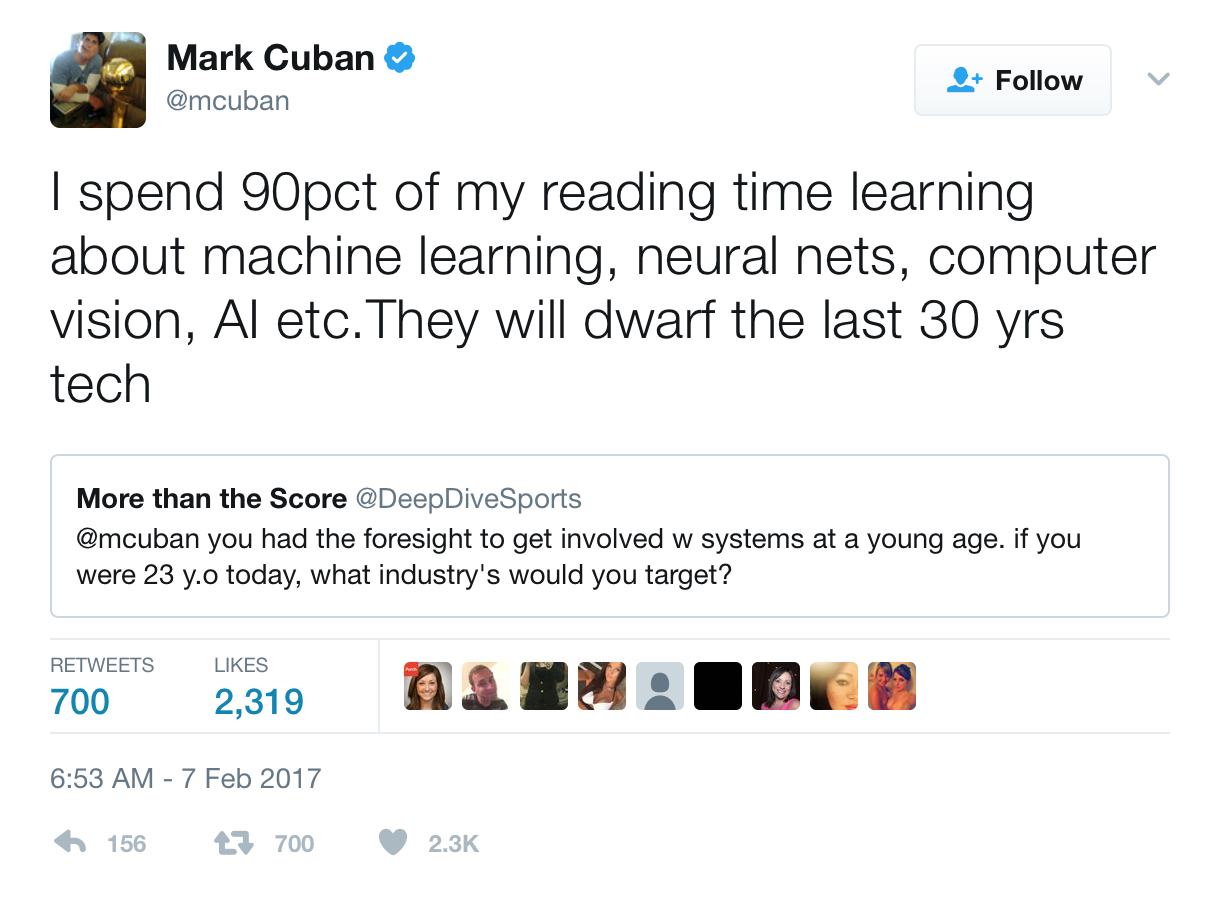 Mark Cuban
@mcuban
Follow
I spend 90pct of my reading time learning
about machine learning, neural nets, computer
vision, AI etc.They will dwarf the last 30 yrs
tech
More than the Score @DeepDiveSports
@mcuban you had the foresight to get involved w systems at a young age. if you
were 23 y.o today, what industry's would you target?
RETWEETS LIKES
700 2,319
6:53 AM - 7 Feb 2017
156 700 2.3K